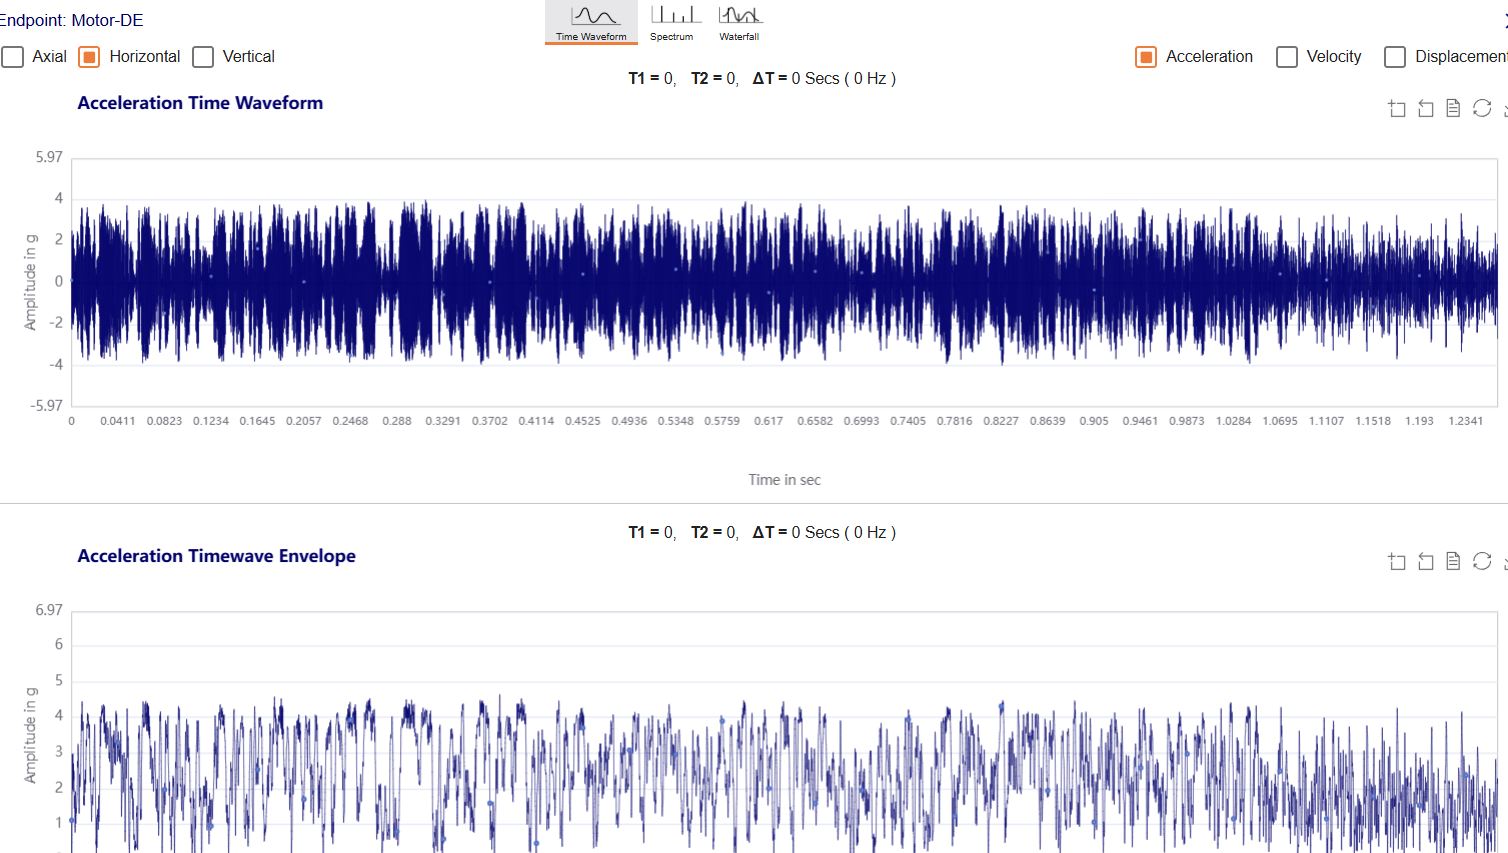 Endpoint: Motor-DE
Time Waveform
Spectrum
Waterfall
Axial
Horizontal
Vertical
Acceleration
Velocity
Displacement
T1 = 0, T2 = 0, ΔT = 0 Secs ( 0 Hz )
Acceleration Time Waveform
5.97
4
2
0
-2
-4
-5.97
Amplitude in g
0 0.0411 0.0823 0.1234 0.1645 0.2057 0.2468 0.288 0.3291 0.3702 0.4114 0.4525 0.4936 0.5348 0.5759 0.617 0.6582 0.6993 0.7405 0.7816 0.8227 0.8639 0.905 0.9461 0.9873 1.0284 1.0695 1.1107 1.1518 1.193 1.2341
Time in sec
T1 = 0, T2 = 0, ΔT = 0 Secs ( 0 Hz )
Acceleration Timewave Envelope
6.97
6
5
4
3
2
1
Amplitude in g